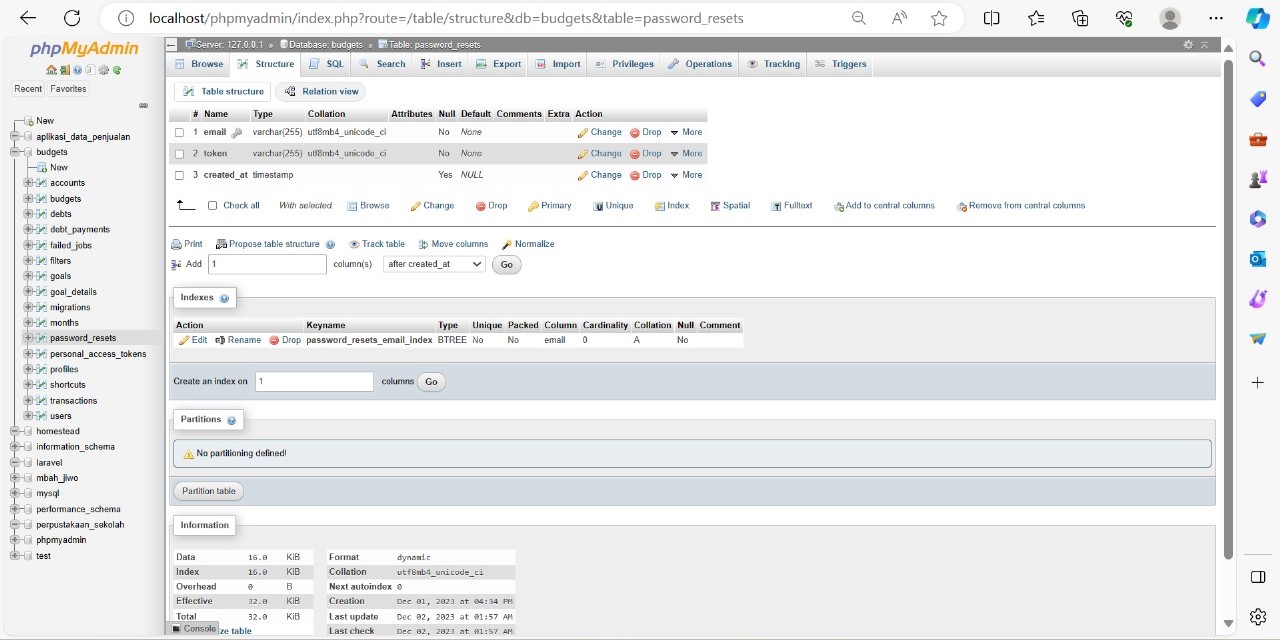 localhost/phpmyadmin/index.php?route=/table/structure&db=budgets&table=password_resets
phpMyAdmin
Recent Favorites
New
aplikasi_data_penjualan
budgets
New
accounts
budgets
debts
debt_payments
failed_jobs
filters
goals
goal_details
migrations
months
password_resets
personal_access_tokens
profiles
shortcuts
transactions
users
homestead
information_schema
laravel
mbah_jiwo
mysql
performance_schema
perpustakaan_sekolah
phpmyadmin
test
Server: 127.0.0.1 » Database: budgets » Table: password_resets
Browse Structure SQL Search Insert Export Import Privileges Operations Tracking Triggers
Table structure Relation view
# Name Type Collation Attributes Null Default Comments Extra Action
1 email varchar(255) utf8mb4_unicode_ci No None Change Drop More
2 token varchar(255) utf8mb4_unicode_ci No None Change Drop More
3 created_at timestamp Yes NULL Change Drop More
Check all With selected: Browse Change Drop Primary Unique Index Spatial Fulltext Add to central columns Remove from central columns
Print Propose table structure Track table Move columns Normalize
Add 1 column(s) after created_at Go
Indexes
Action Keyname Type Unique Packed Column Cardinality Collation Null Comment
Edit Rename Drop password_resets_email_index BTREE No No email 0 A No
Create an index on 1 columns Go
Partitions
No partitioning defined!
Partition table
Information
Data 16.0 KiB
Index 16.0 KiB
Overhead 0 B
Effective 32.0 KiB
Total 32.0 KiB
Format dynamic
Collation utf8mb4_unicode_ci
Next autoindex 0
Creation Dec 01, 2023 at 04:34 PM
Last update Dec 02, 2023 at 01:57 AM
Last check Dec 02, 2023 at 01:57 AM
Console ze table